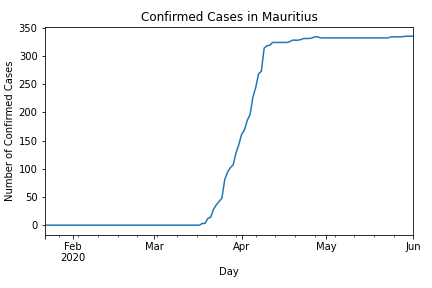 Confirmed Cases in Mauritius
350
300
250
200
150
100
50
0
Number of Confirmed Cases
Feb
2020
Mar
Apr
May
Jun
Day